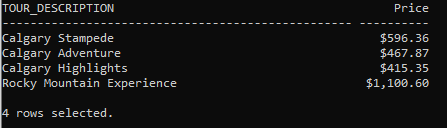 TOUR_DESCRIPTION Price
-------------------------------------------------- ----------
Calgary Stampede $596.36
Calgary Adventure $467.87
Calgary Highlights $415.35
Rocky Mountain Experience $1,100.60
4 rows selected.